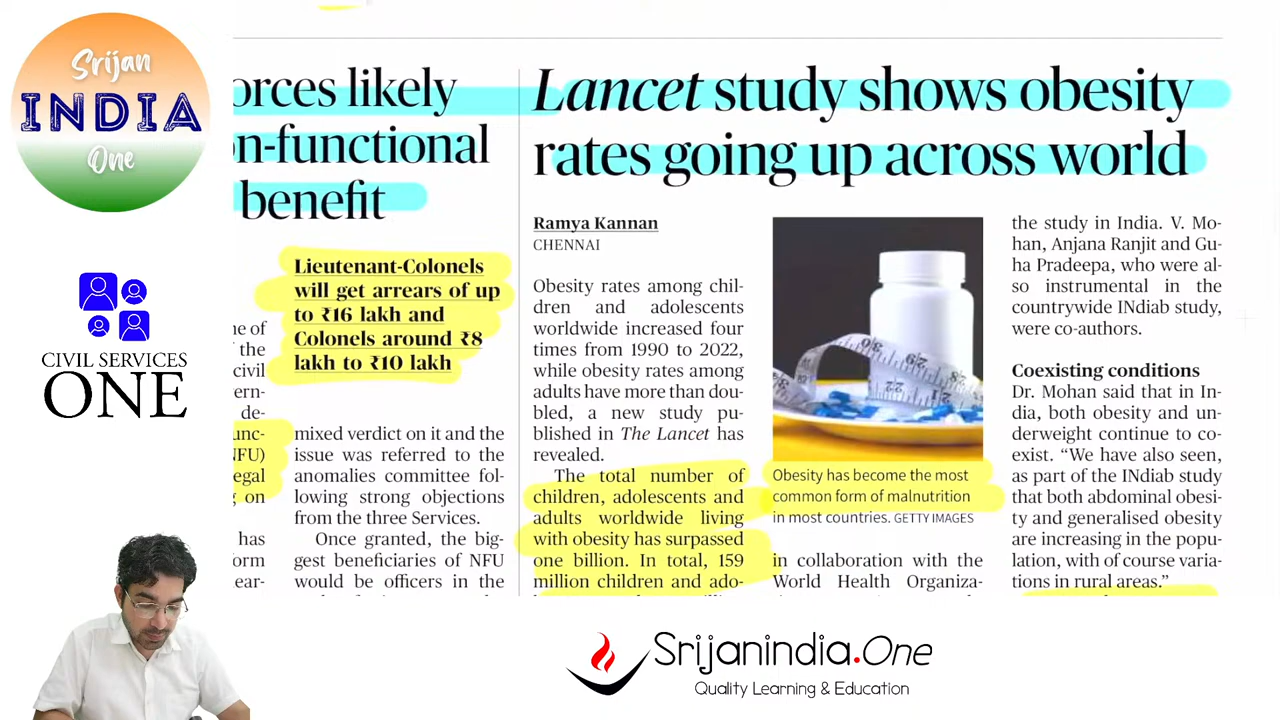 Srijan
INDIA
One
CIVIL SERVICES
ONE
orces likely
n-functional
benefit
Lieutenant-Colonels
will get arrears of up
to ₹16 lakh and
Colonels around ₹8
lakh to ₹10 lakh
ne of
the
civil
ern-
de-
unc-
NFU)
egal
g on
has
orm
ear-
mixed verdict on it and the
issue was referred to the
anomalies committee fol-
lowing strong objections
from the three Services.
Once granted, the big-
gest beneficiaries of NFU
would be officers in the
Lancet study shows obesity
rates going up across world
Ramya Kannan
CHENNAI
Obesity rates among chil-
dren and adolescents
worldwide increased four
times from 1990 to 2022,
while obesity rates among
adults have more than dou-
bled, a new study pu-
blished in The Lancet has
revealed.
The total number of
children, adolescents and
adults worldwide living
with obesity has surpassed
one billion. In total, 159
million children and ado-
Obesity has become the most
common form of malnutrition
in most countries. GETTY IMAGES
in collaboration with the
World Health Organiza-
the study in India. V. Mo-
han, Anjana Ranjit and Gu-
ha Pradeepa, who were al-
so instrumental in the
countrywide INdiab study,
were co-authors.
Coexisting conditions
Dr. Mohan said that in In-
dia, both obesity and un-
derweight continue to co-
exist. “We have also seen,
as part of the INdiab study
that both abdominal obesi-
ty and generalised obesity
are increasing in the popu-
lation, with of course varia-
tions in rural areas.”
Srijanindia.One
Quality Learning & Education